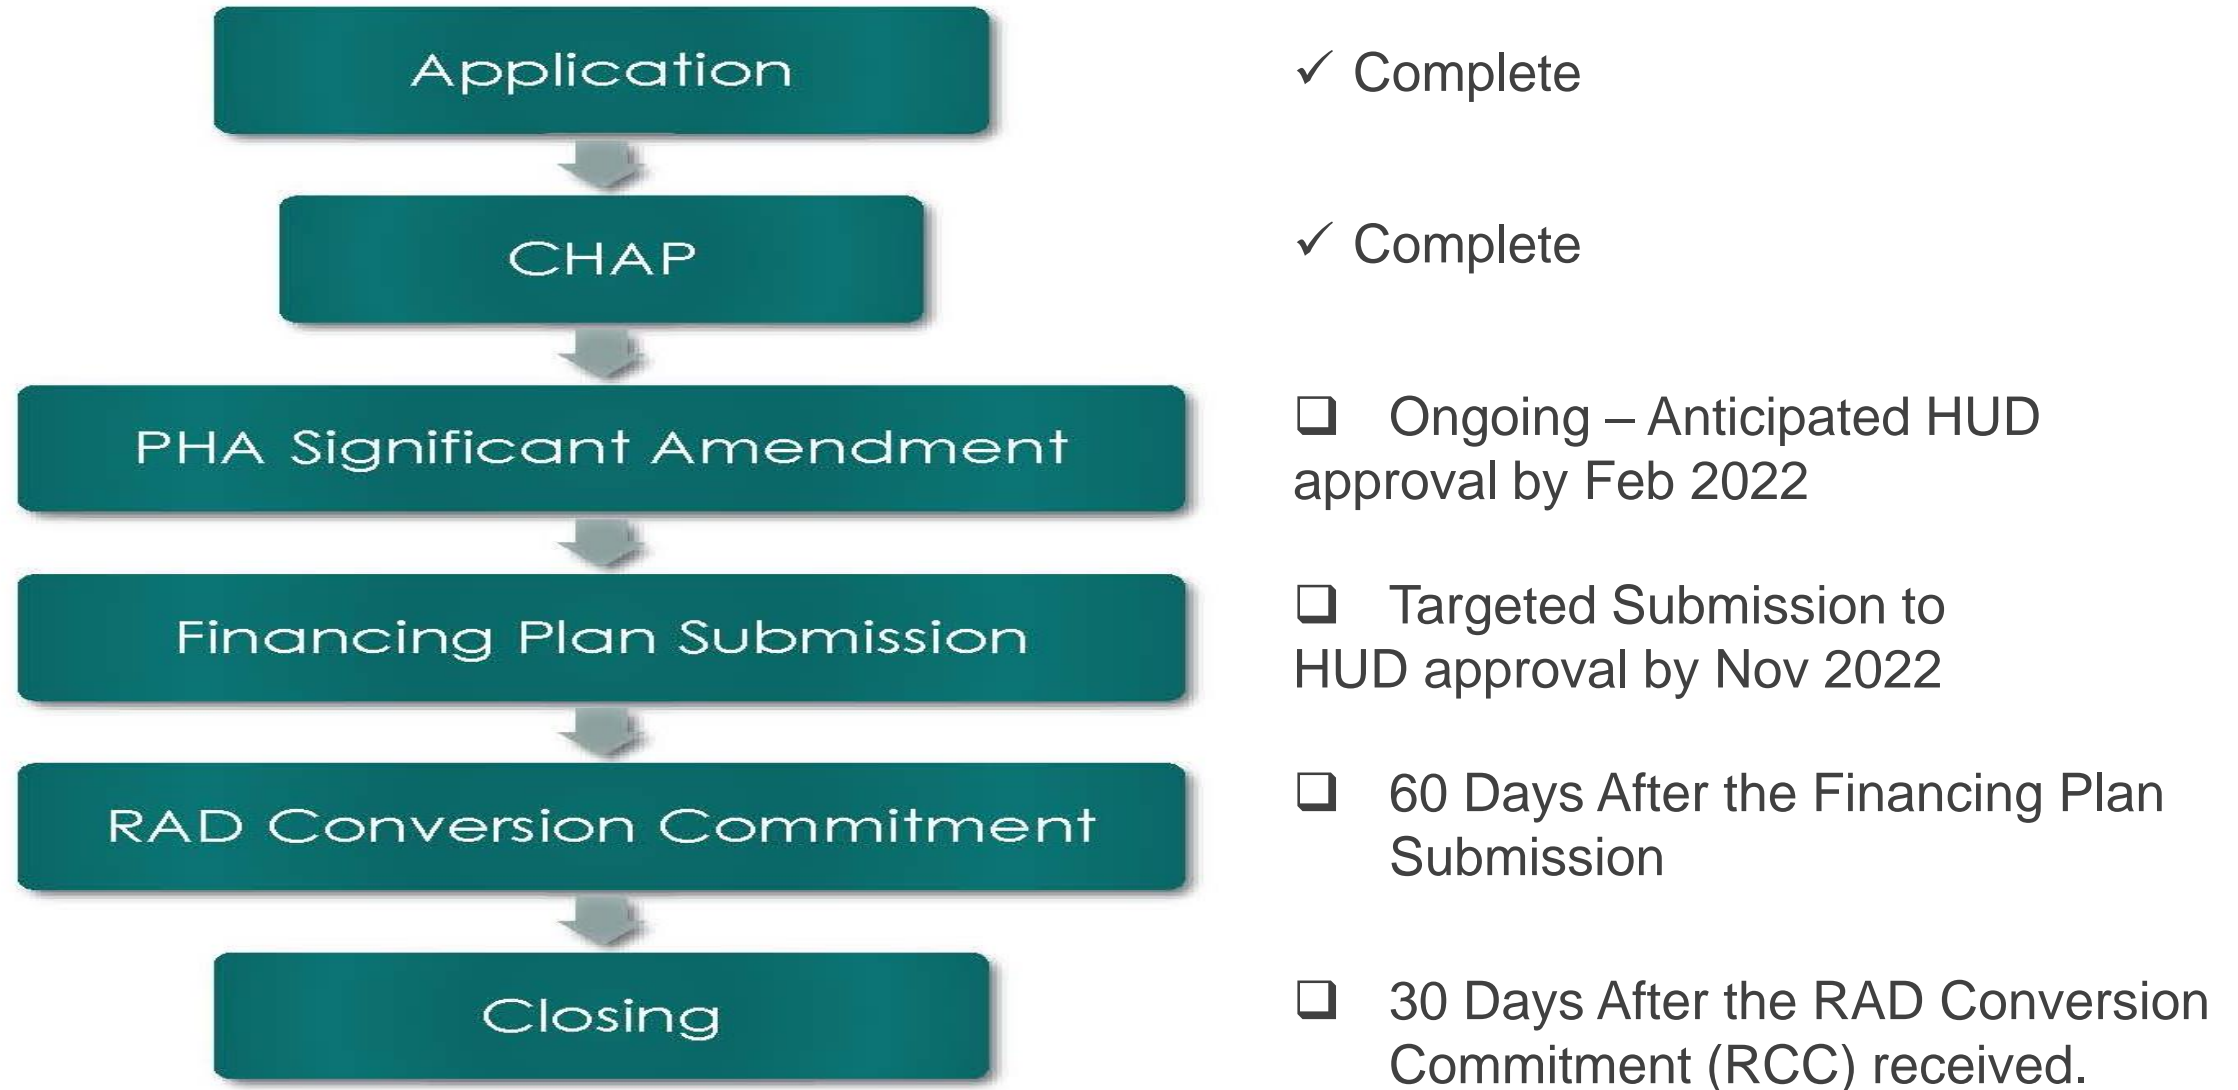 Application
✓ Complete
CHAP
✓ Complete
PHA Significant Amendment
❑ Ongoing – Anticipated HUD
approval by Feb 2022
Financing Plan Submission
❑ Targeted Submission to
HUD approval by Nov 2022
RAD Conversion Commitment
❑ 60 Days After the Financing Plan
Submission
Closing
❑ 30 Days After the RAD Conversion
Commitment (RCC) received.